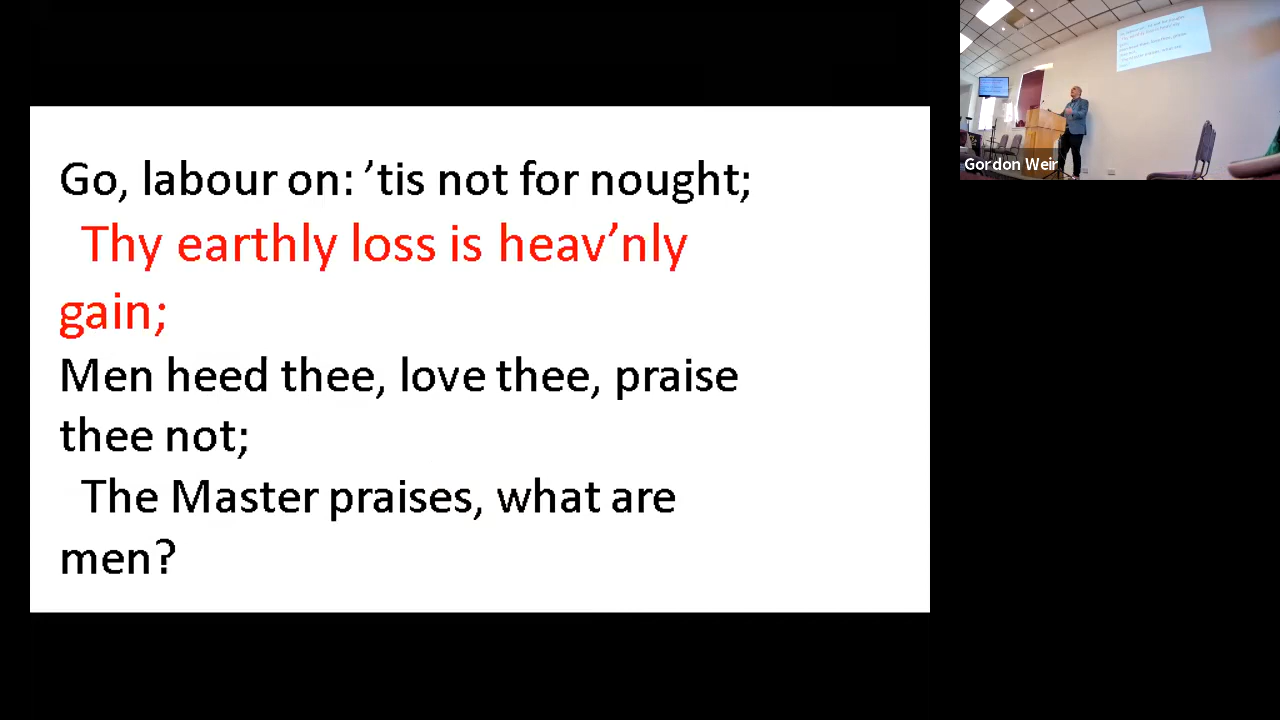 Go, labour on: ’tis not for nought;
Thy earthly loss is heav’nly
gain;
Men heed thee, love thee, praise
thee not;
The Master praises, what are
men?
Gordon Weir